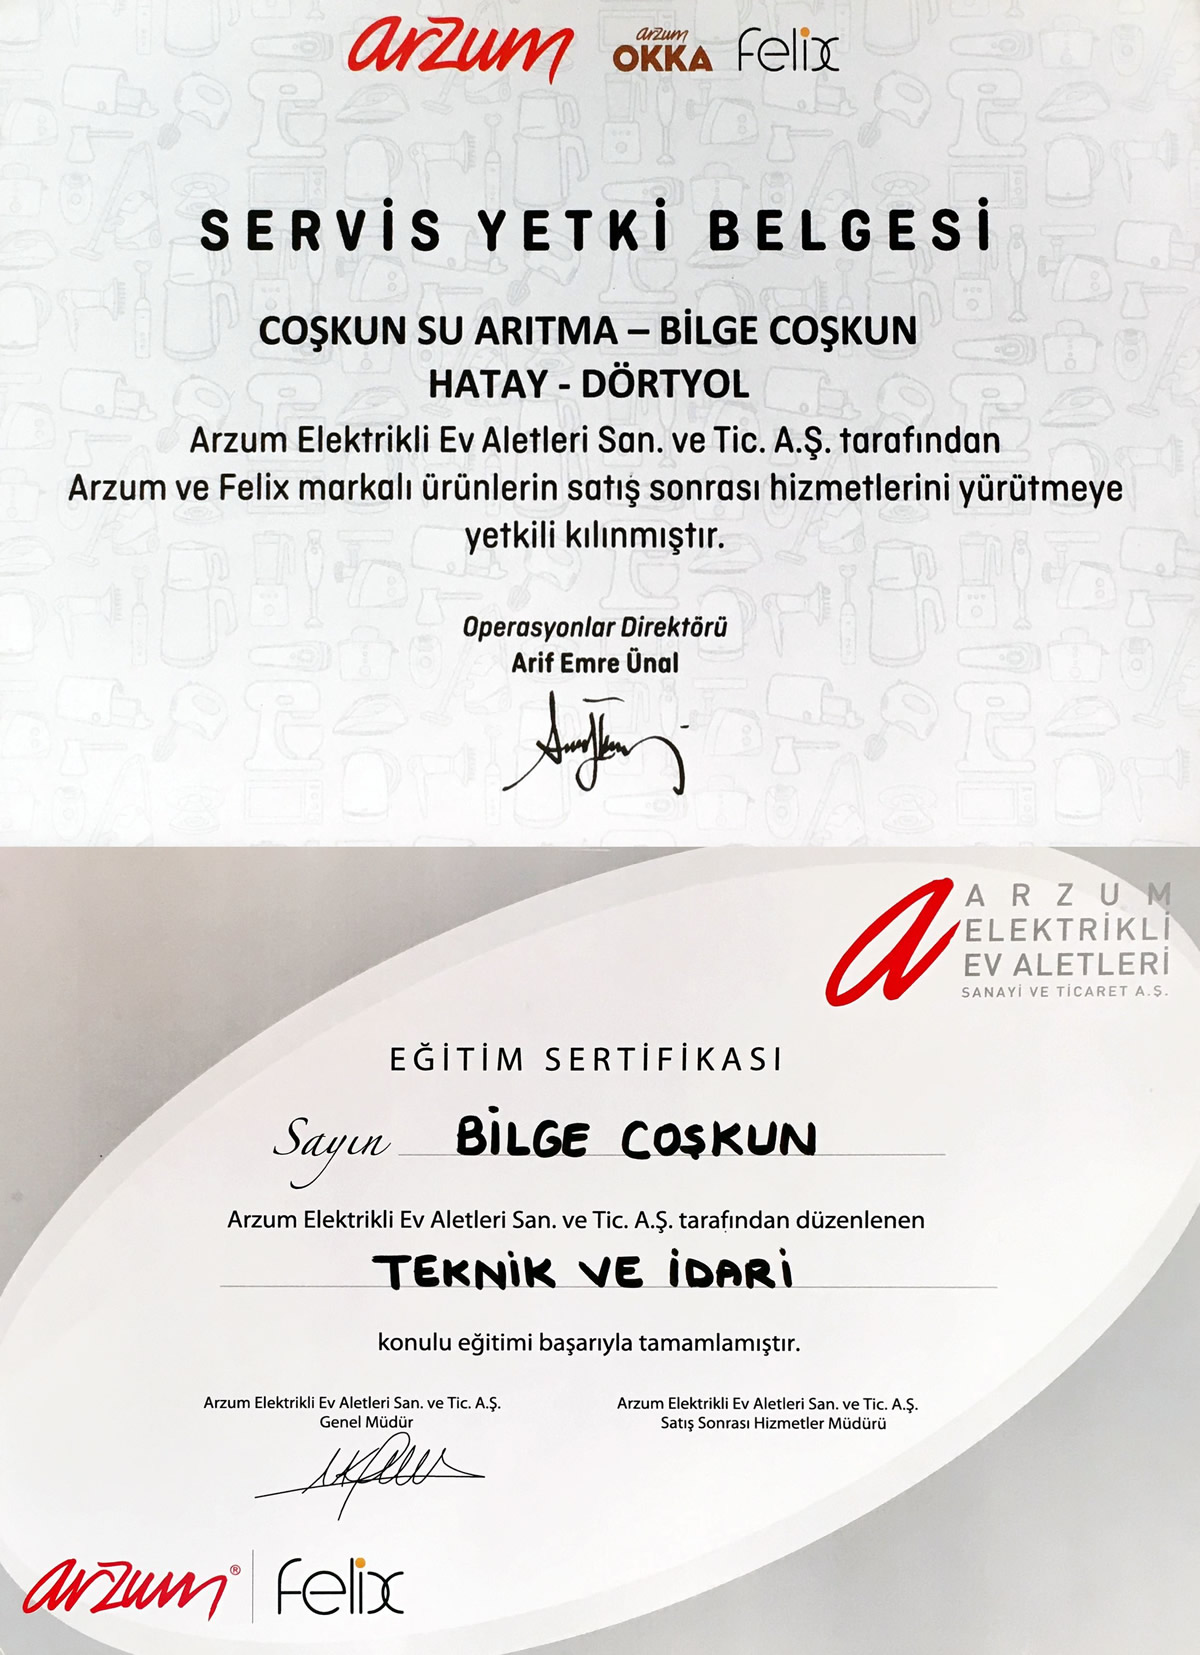 arzum
arzum
OKKA
Felix
SERVİS YETKİ BELGESİ
COŞKUN SU ARITMA – BİLGE COŞKUN
HATAY - DÖRTYOL
Arzum Elektrikli Ev Aletleri San. ve Tic. A.Ş. tarafından
Arzum ve Felix markalı ürünlerin satış sonrası hizmetlerini yürütmeye
yetkili kılınmıştır.
Operasyonlar Direktörü
Arif Emre Ünal
ARZUM
ELEKTRİKLİ
EV ALETLERİ
SANAYİ VE TİCARET A.Ş.
EĞİTİM SERTİFİKASI
Sayın BİLGE COŞKUN
Arzum Elektrikli Ev Aletleri San. ve Tic. A.Ş. tarafından düzenlenen
TEKNİK VE İDARİ
konulu eğitimi başarıyla tamamlamıştır.
Arzum Elektrikli Ev Aletleri San. ve Tic. A.Ş.
Genel Müdür
Arzum Elektrikli Ev Aletleri San. ve Tic. A.Ş.
Satış Sonrası Hizmetler Müdürü
arzum® | Felix